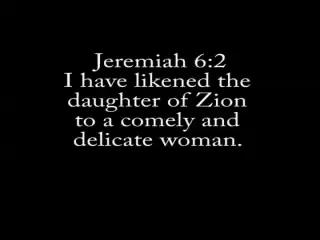 Jeremiah 6:2
I have likened the
daughter of Zion
to a comely and
delicate woman.